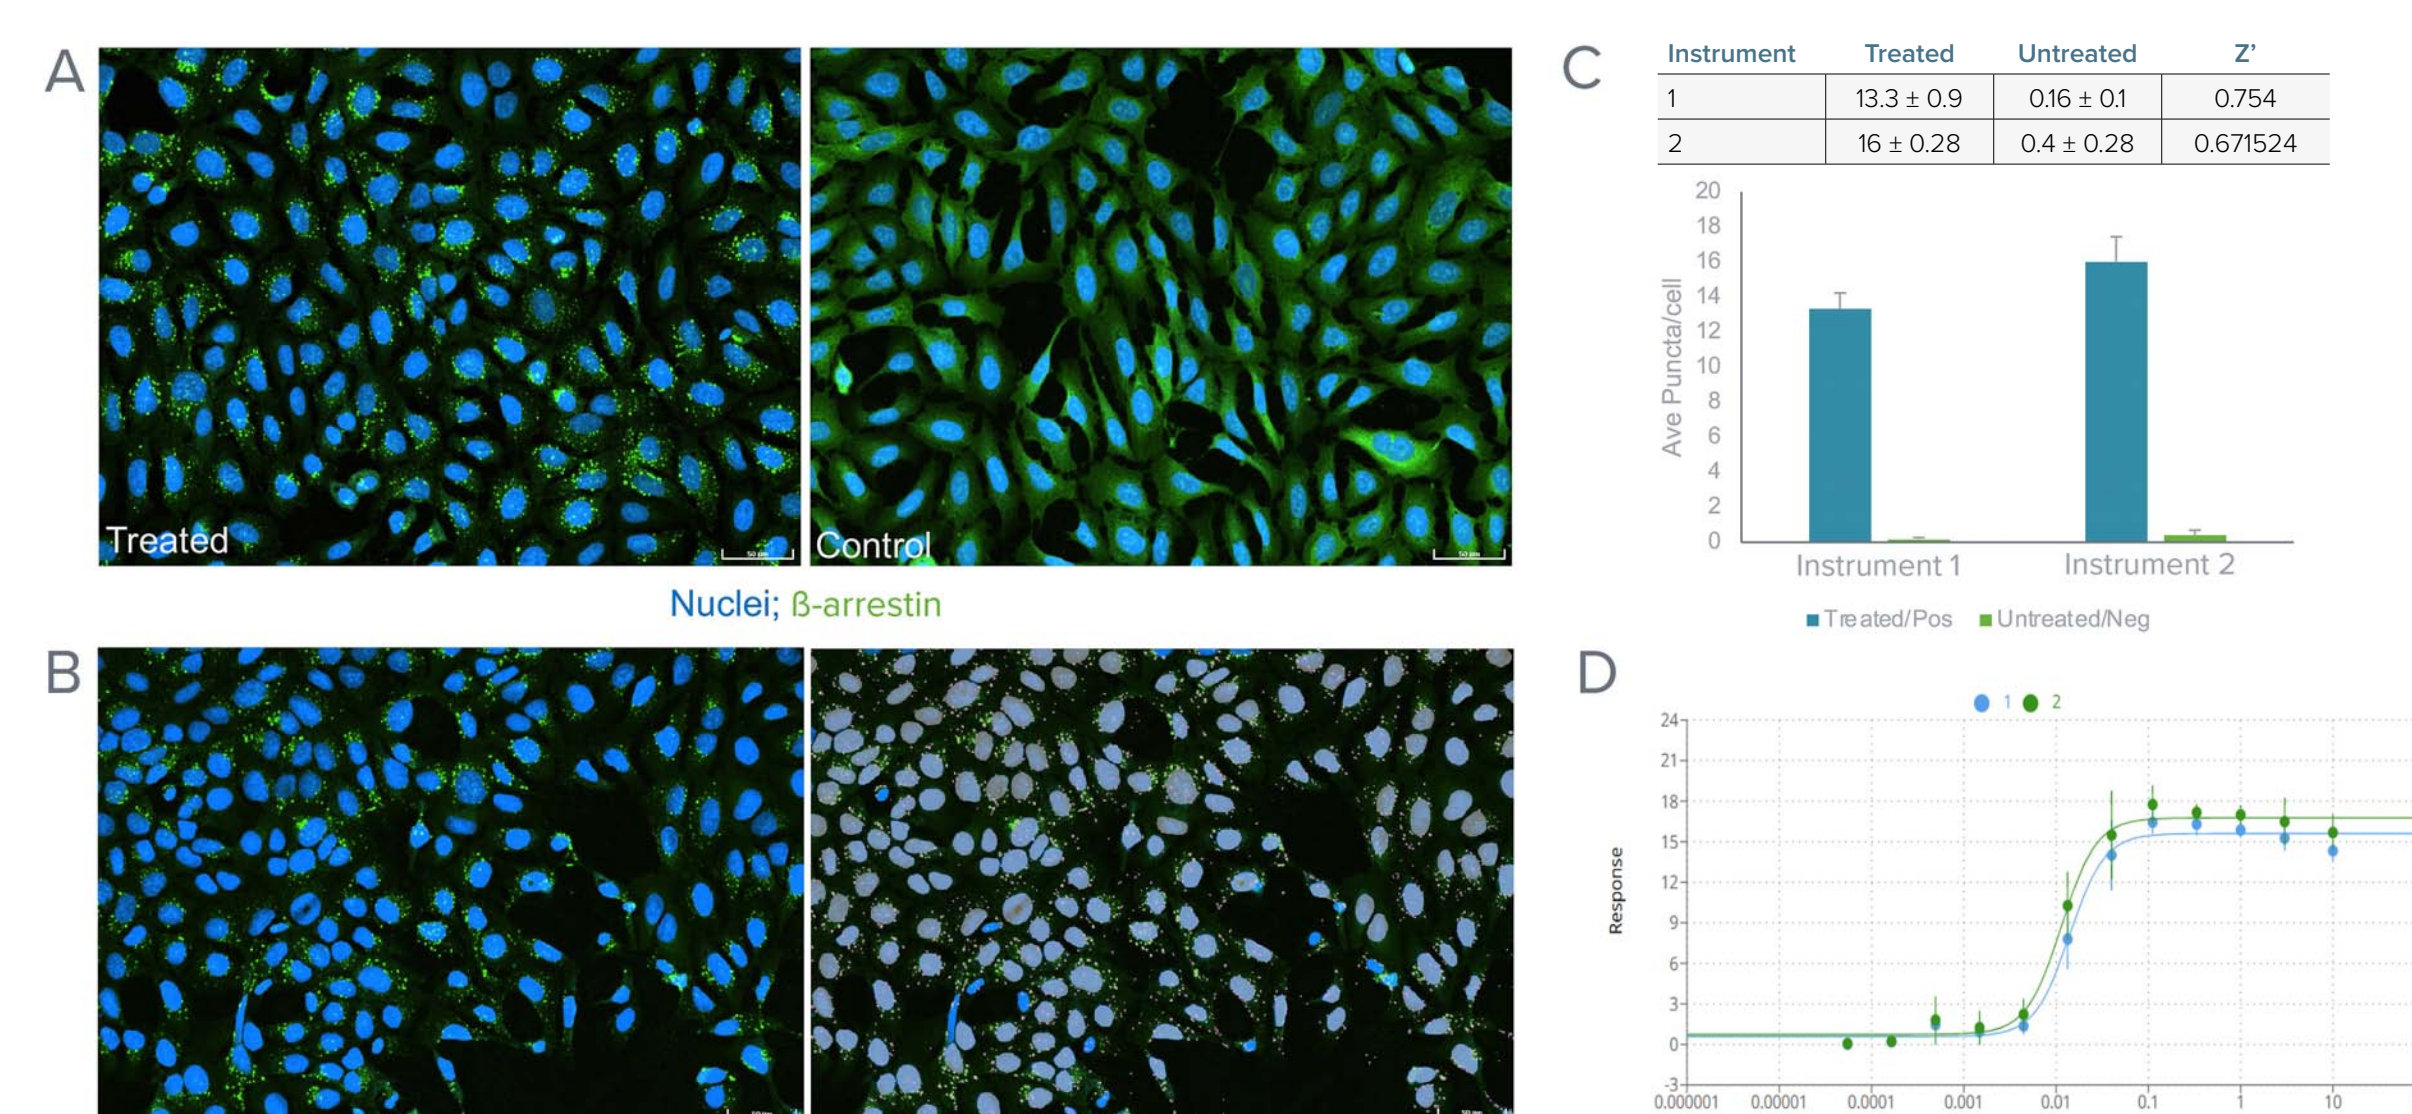 A
Treated
50 µm
Control
50 µm
Nuclei; ß-arrestin
B
C
Instrument Treated Untreated Z’
1 13.3 ± 0.9 0.16 ± 0.1 0.754
2 16 ± 0.28 0.4 ± 0.28 0.671524
Ave Puncta/cell
20
18
16
14
12
10
8
6
4
2
0
Instrument 1 Instrument 2
Treated/Pos Untreated/Neg
D
1 2
Response
24
21
18
15
12
9
6
3
0
-3
0.000001 0.00001 0.0001 0.001 0.01 0.1 1 10